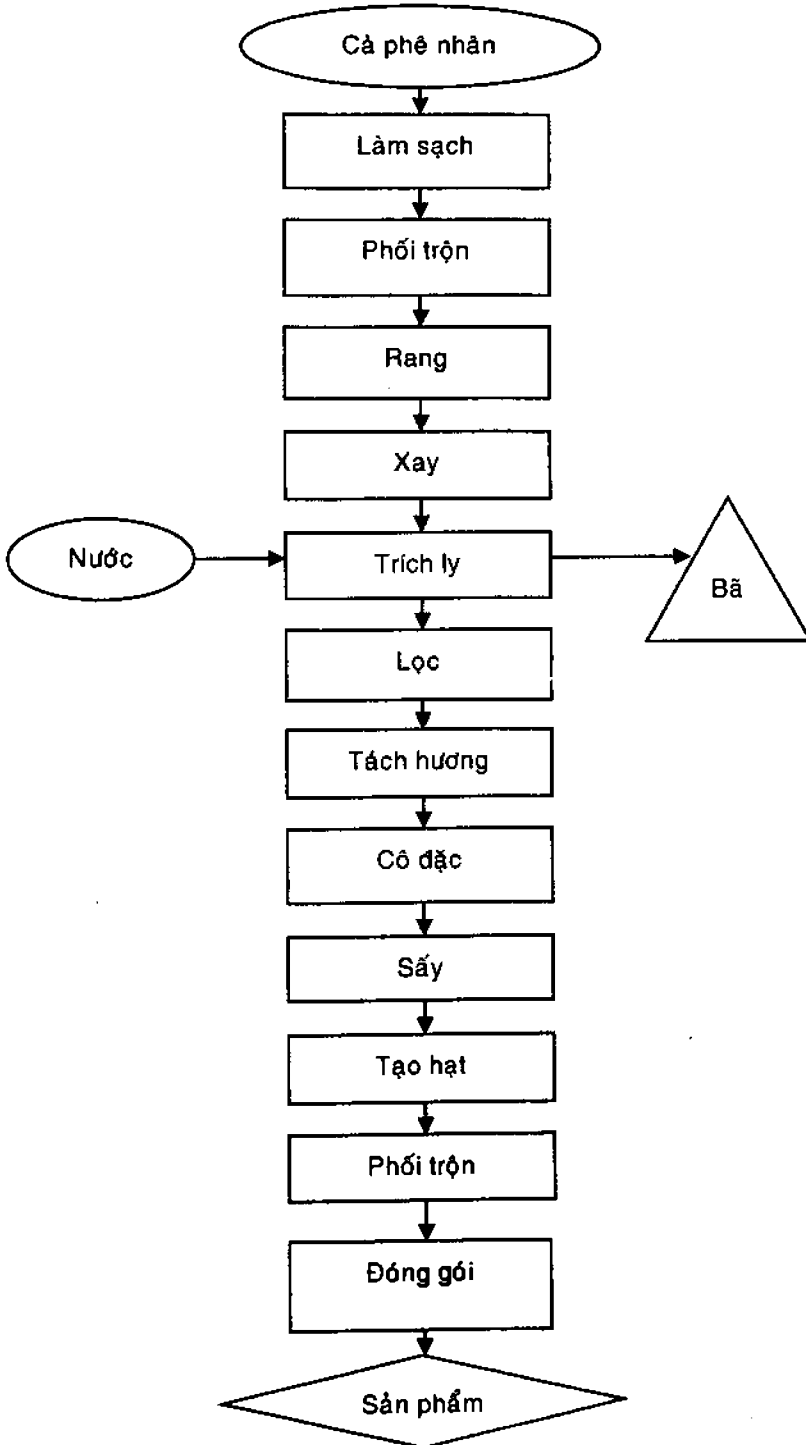 Cà phê nhân
Làm sạch
Phối trộn
Rang
Xay
Nước
Trích ly
Bã
Lọc
Tách hương
Cô đặc
Sấy
Tạo hạt
Phối trộn
Đóng gói
Sản phẩm